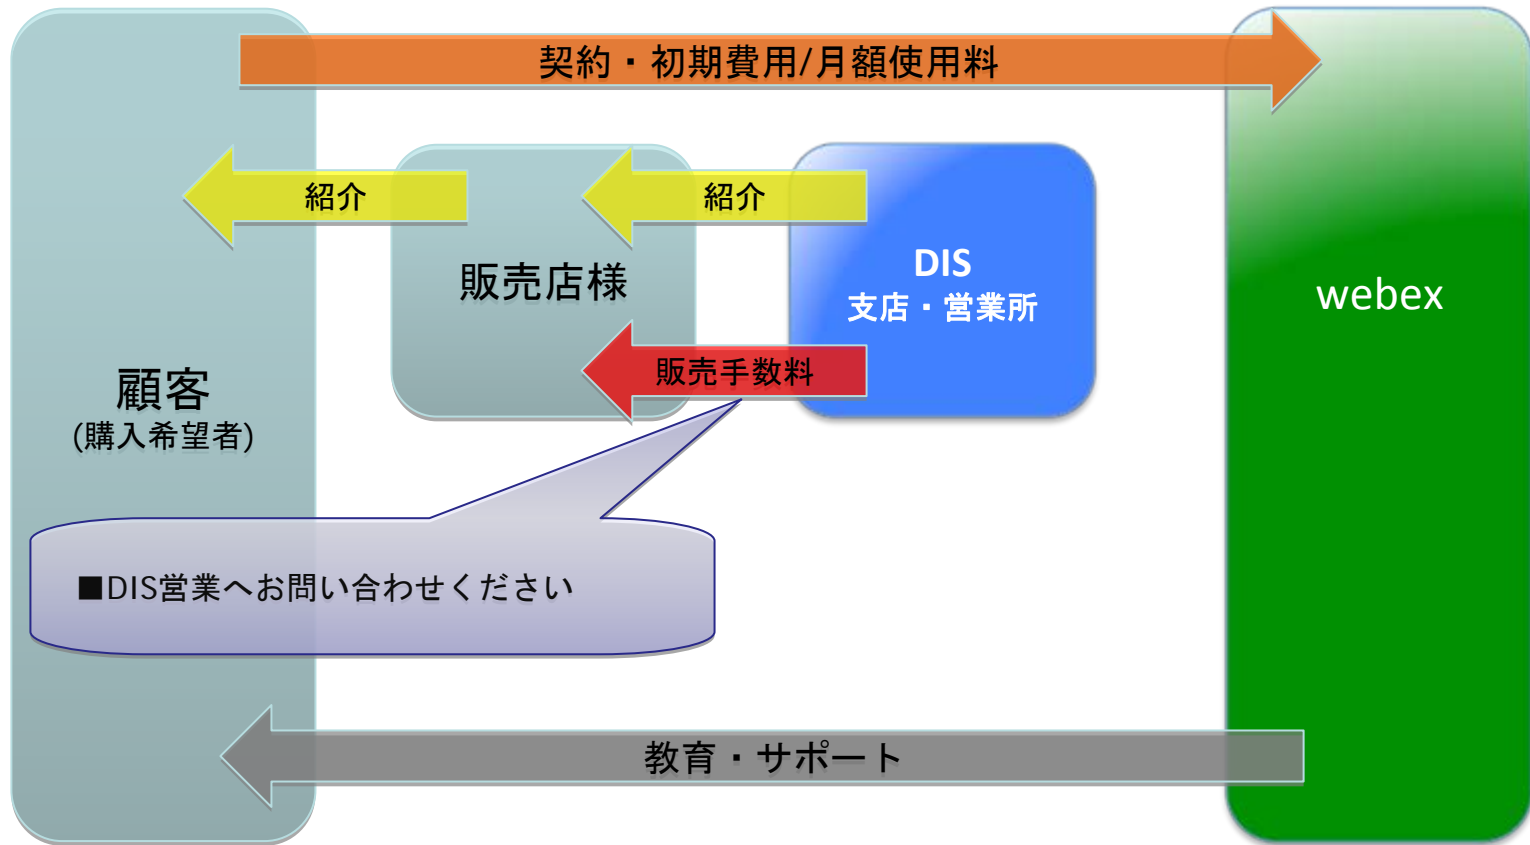 契約・初期費用/月額使用料
紹介
紹介
販売店様
DIS
支店・営業所
webex
販売手数料
顧客
(購入希望者)
■DIS営業へお問い合わせください
教育・サポート